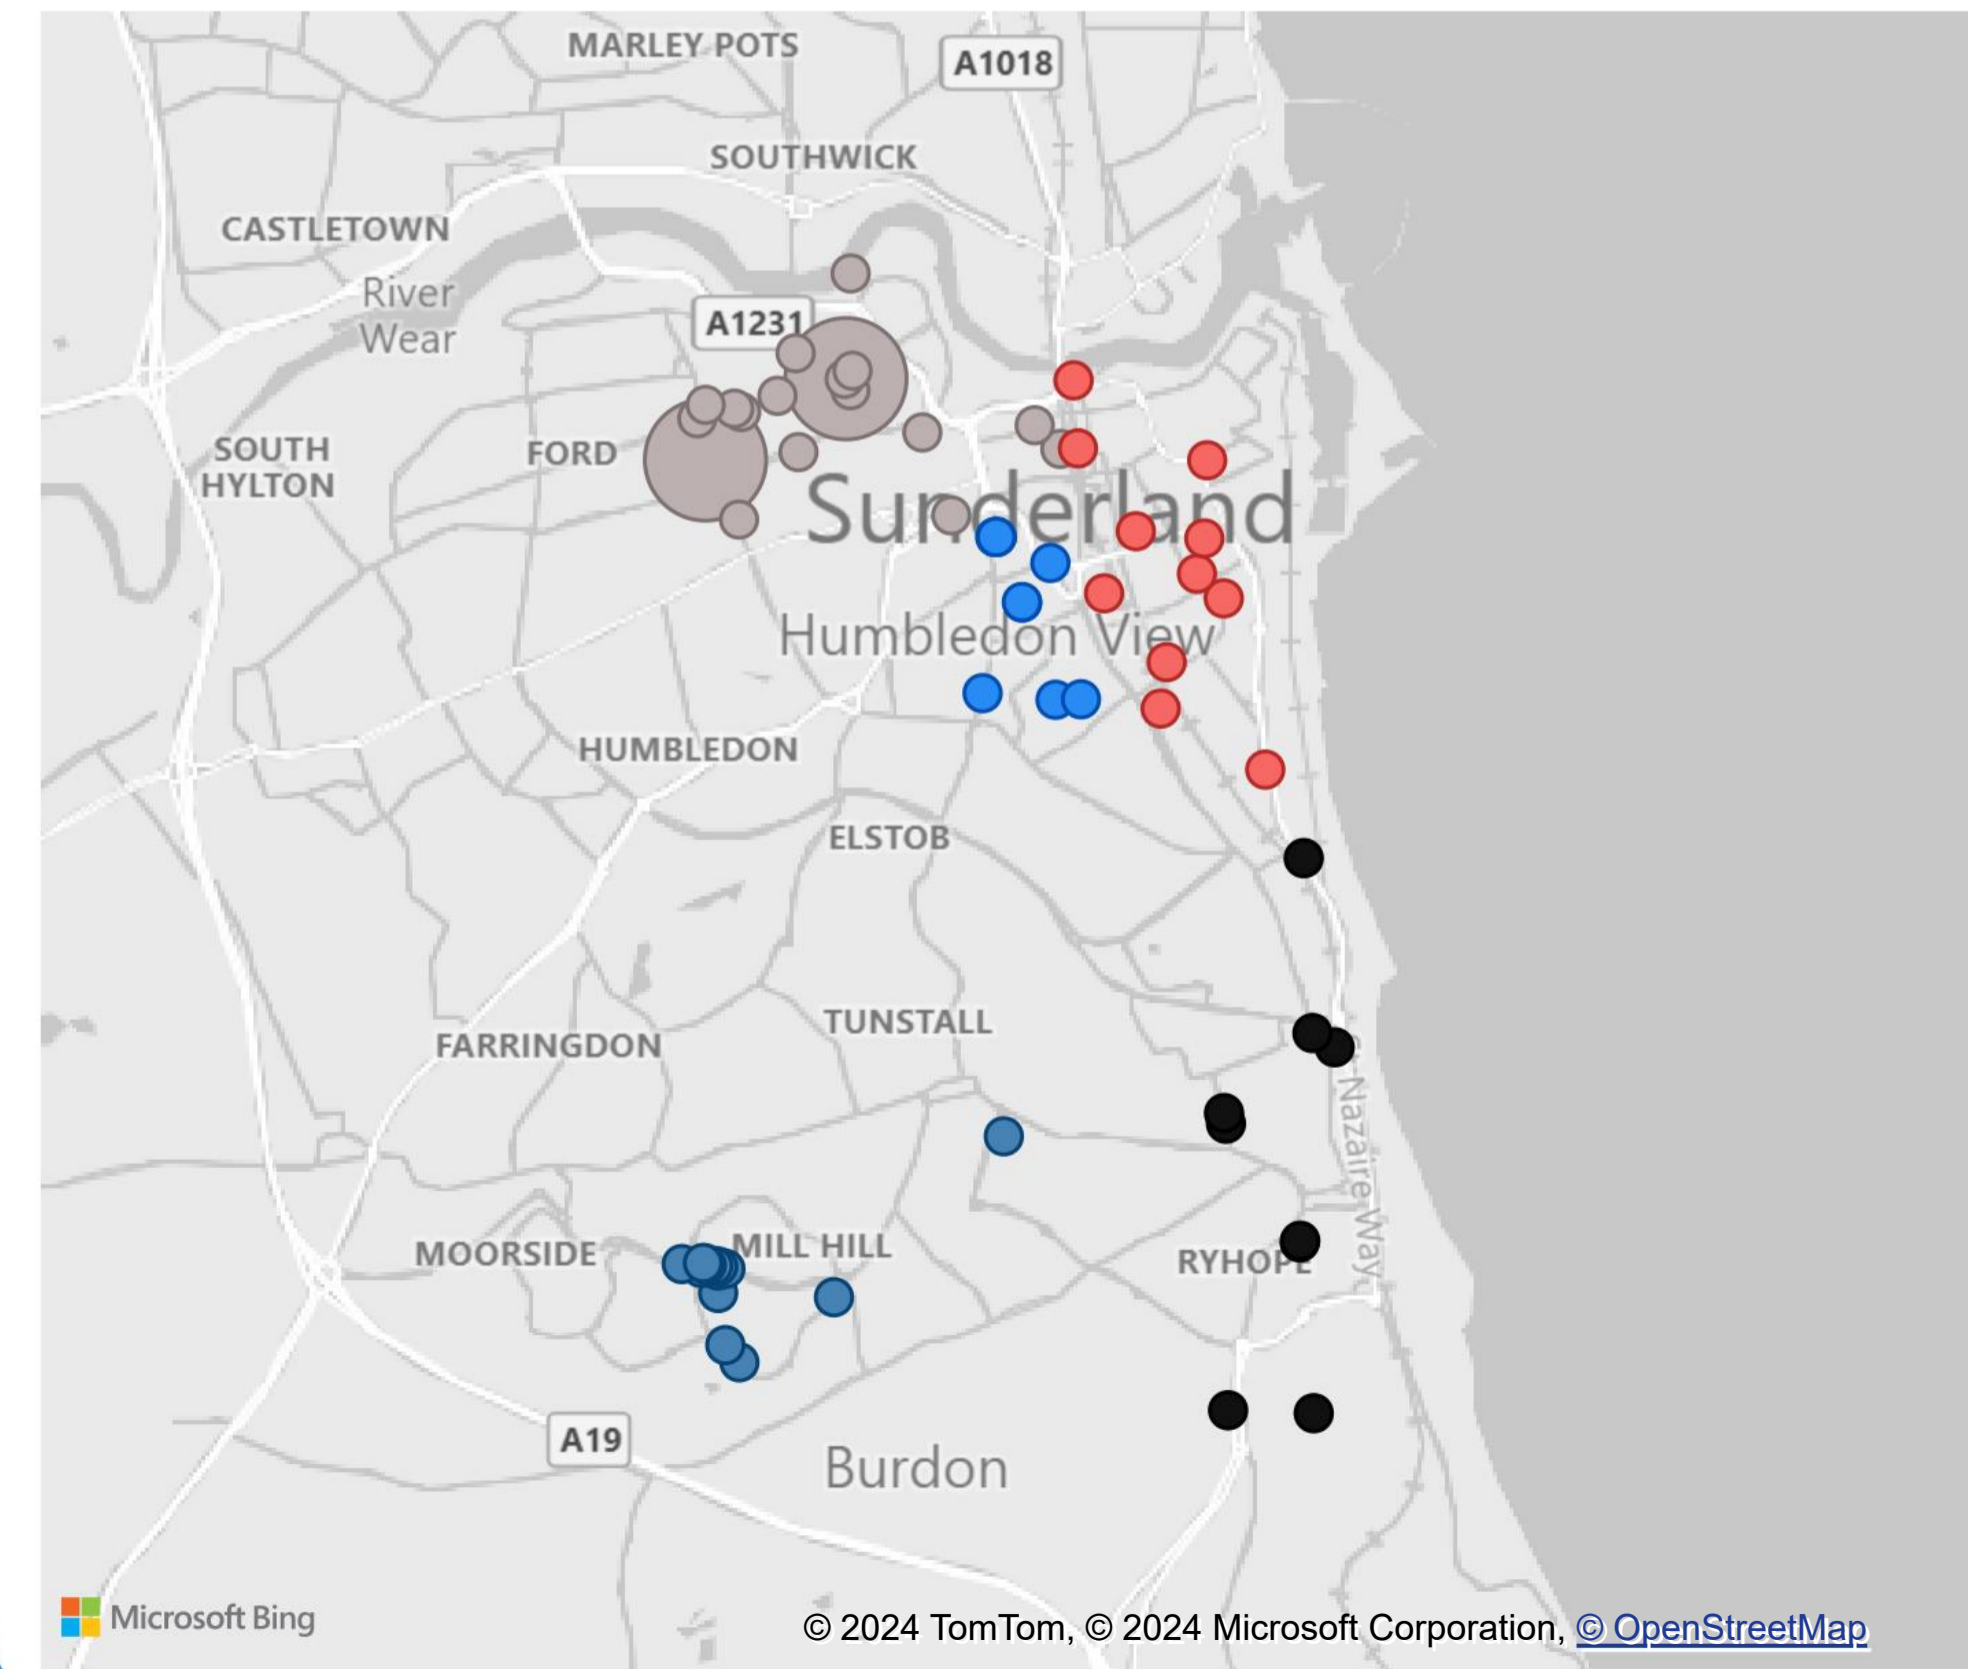 MARLEY POTS
A1018
SOUTHWICK
CASTLETOWN
River
Wear
A1231
SOUTH
HYLTON
FORD
Sunderland
Humbledon View
HUMBLEDON
ELSTOB
TUNSTALL
FARRINGDON
Nazaire Way
MOORSIDE
MILL HILL
RYHOPE
A19
Burdon
Microsoft Bing
© 2024 TomTom, © 2024 Microsoft Corporation, © OpenStreetMap